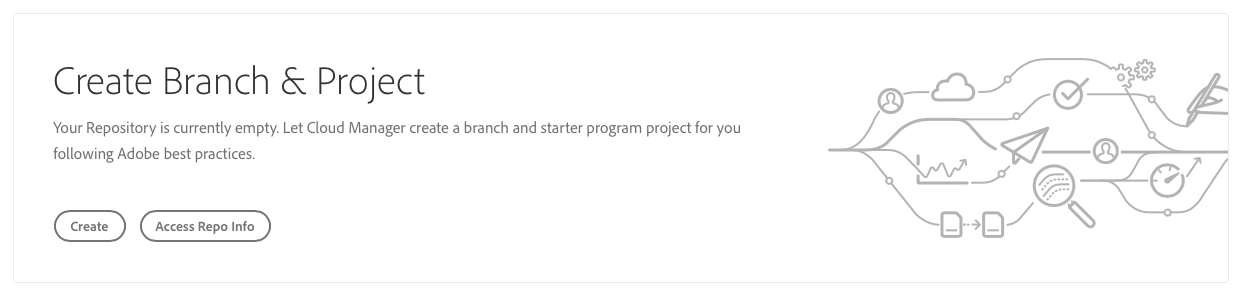 Create Branch & Project
Your Repository is currently empty. Let Cloud Manager create a branch and starter program project for you
following Adobe best practices.
Create
Access Repo Info